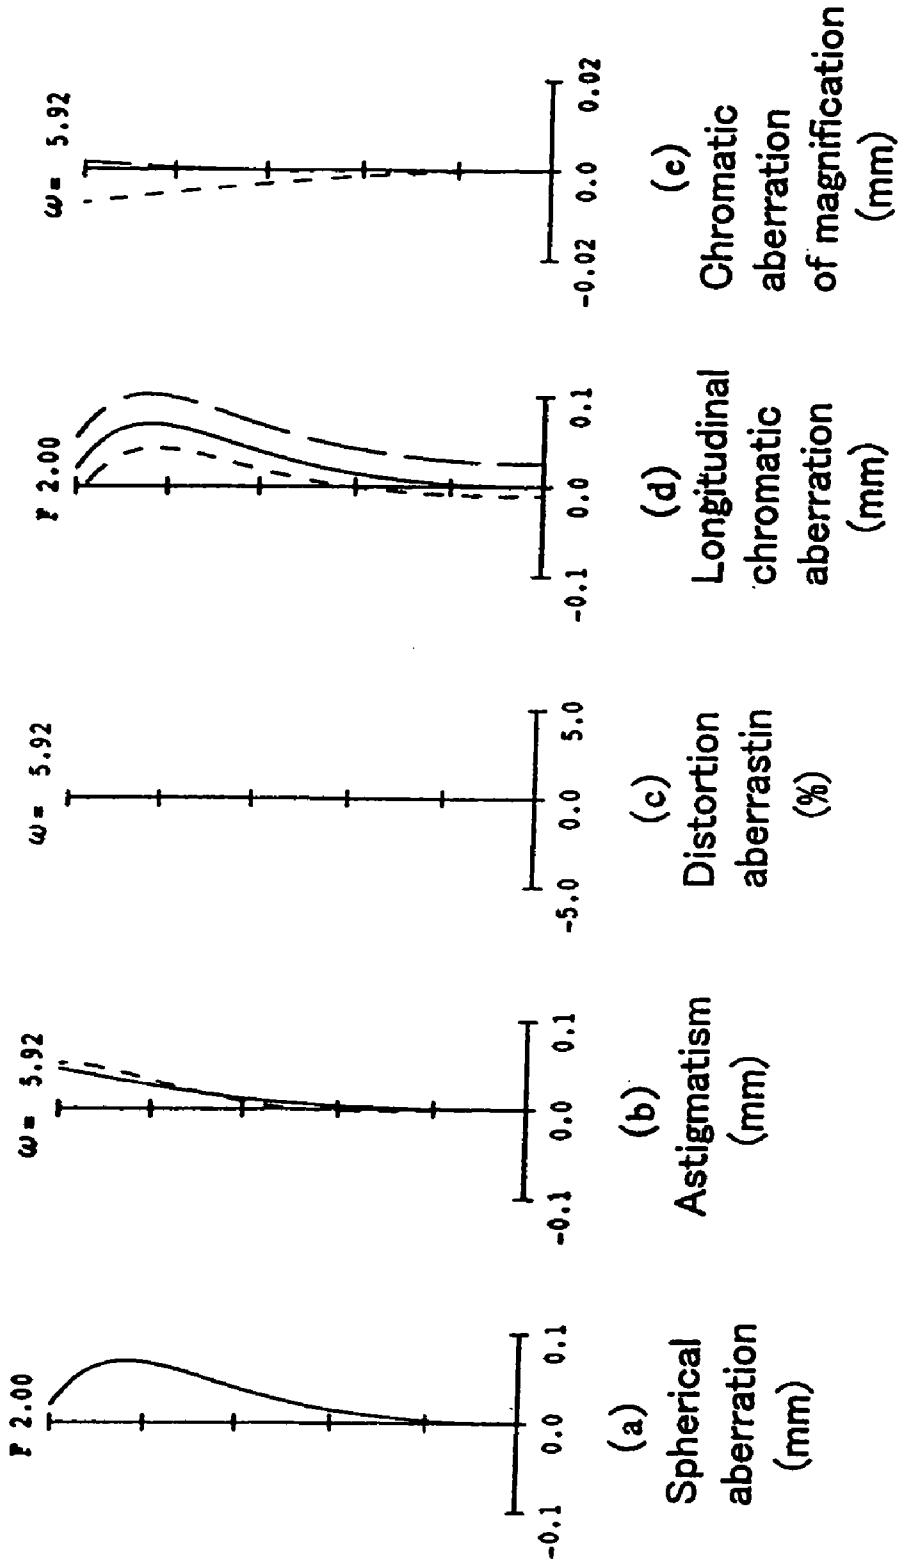 F 2.00
-0.1
0.0
0.1
(a)
Spherical
aberration
(mm)
ω= 5.92
-0.1
0.0
0.1
(b)
Astigmatism
(mm)
ω= 5.92
-5.0
0.0
5.0
(c)
Distortion
aberrastin
(%)
F 2.00
-0.1
0.0
0.1
(d)
Longitudinal
chromatic
aberration
(mm)
ω= 5.92
-0.02
0.0
0.02
(e)
Chromatic
aberration
of magnification
(mm)